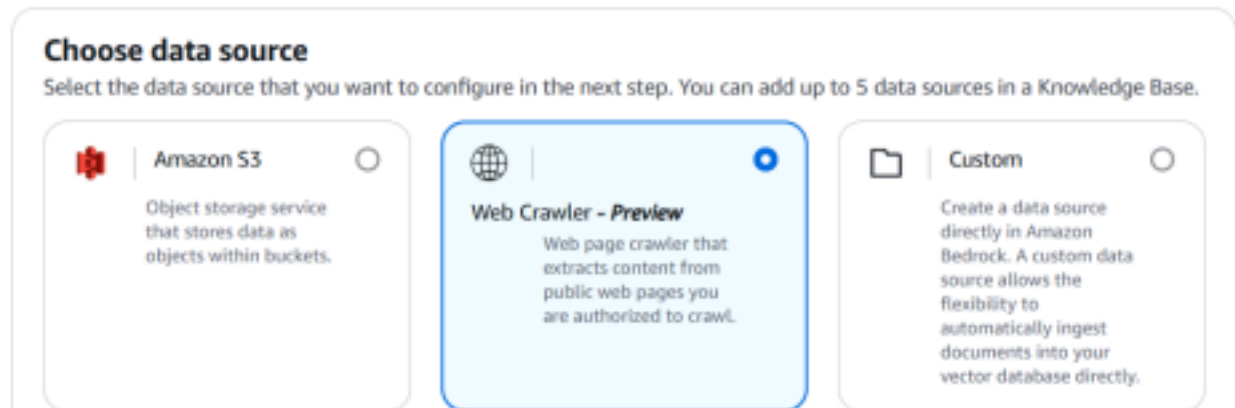 Choose data source
Select the data source that you want to configure in the next step. You can add up to 5 data sources in a Knowledge Base.
Amazon S3
Object storage service
that stores data as
objects within buckets.
Web Crawler - Preview
Web page crawler that
extracts content from
public web pages you
are authorized to crawl.
Custom
Create a data source
directly in Amazon
Bedrock. A custom data
source allows the
flexibility to
automatically ingest
documents into your
vector database directly.